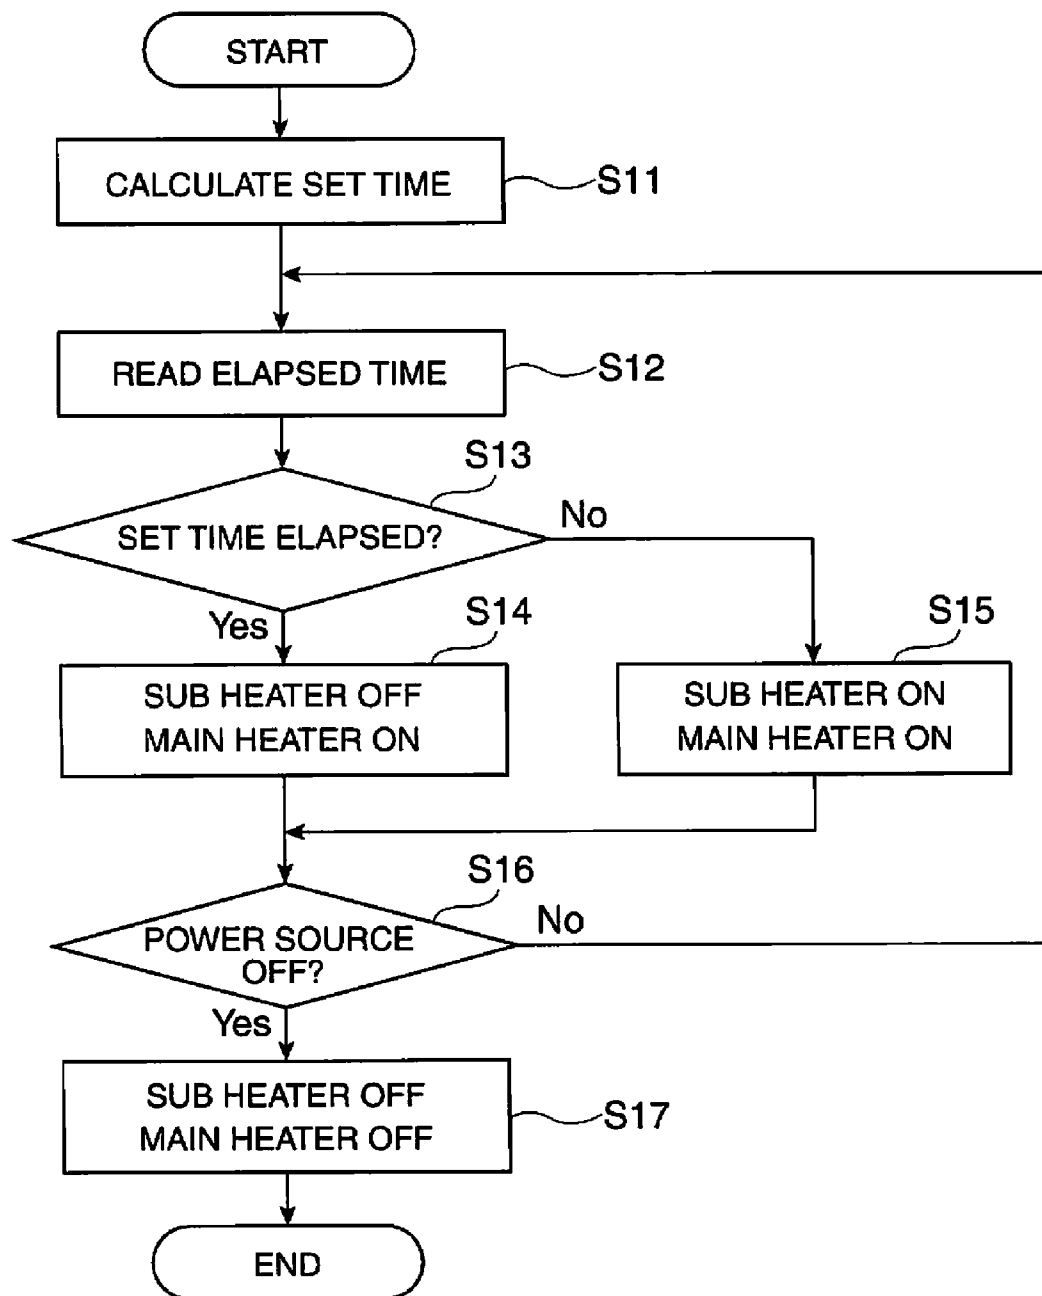 START
CALCULATE SET TIME
S11
READ ELAPSED TIME
S12
S13
SET TIME ELAPSED?
No
Yes
S14
S15
SUB HEATER OFF
MAIN HEATER ON
SUB HEATER ON
MAIN HEATER ON
S16
POWER SOURCE
OFF?
No
Yes
SUB HEATER OFF
MAIN HEATER OFF
S17
END